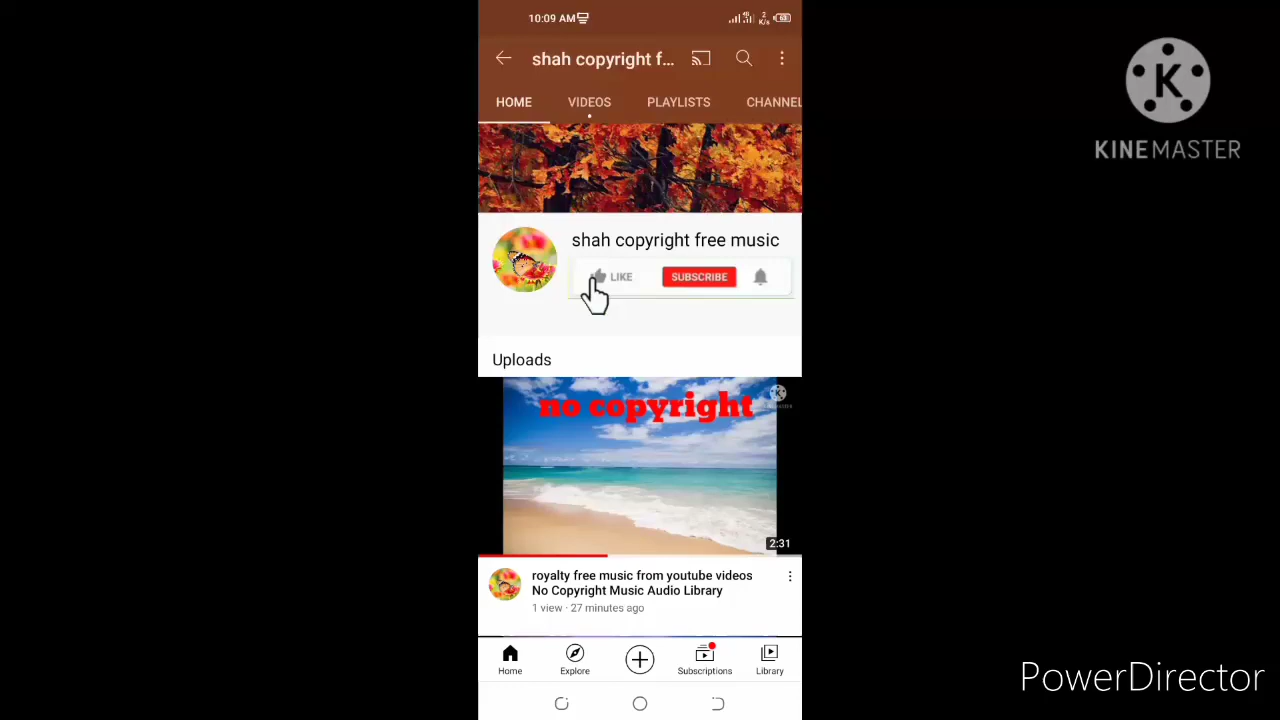 10:09 AM
KINEMASTER
shah copyright f...
HOME VIDEOS PLAYLISTS CHANNEL
shah copyright free music
LIKE SUBSCRIBE
Uploads
no copyright
2:31
royalty free music from youtube videos
No Copyright Music Audio Library
1 view · 27 minutes ago
Home Explore Subscriptions Library
PowerDirector